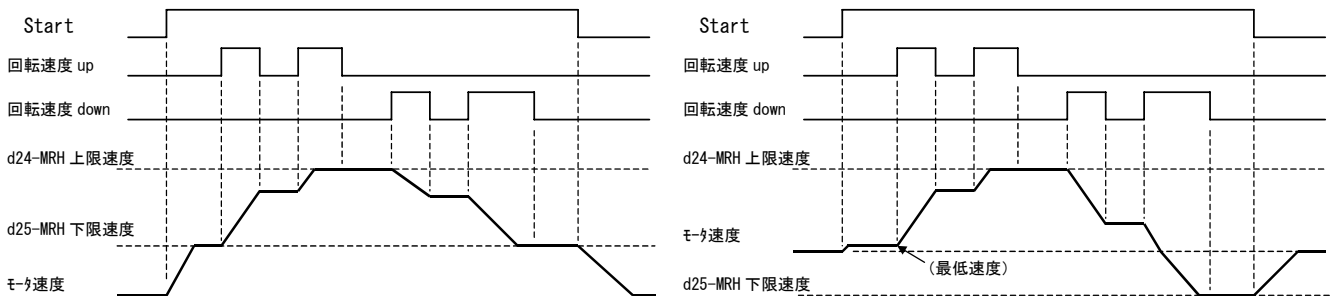 Start
回転速度 up
回転速度 down
d24-MRH 上限速度
d25-MRH 下限速度
ﾓｰﾀ速度
Start
回転速度 up
回転速度 down
d24-MRH 上限速度
ﾓｰﾀ速度
(最低速度)
d25-MRH 下限速度